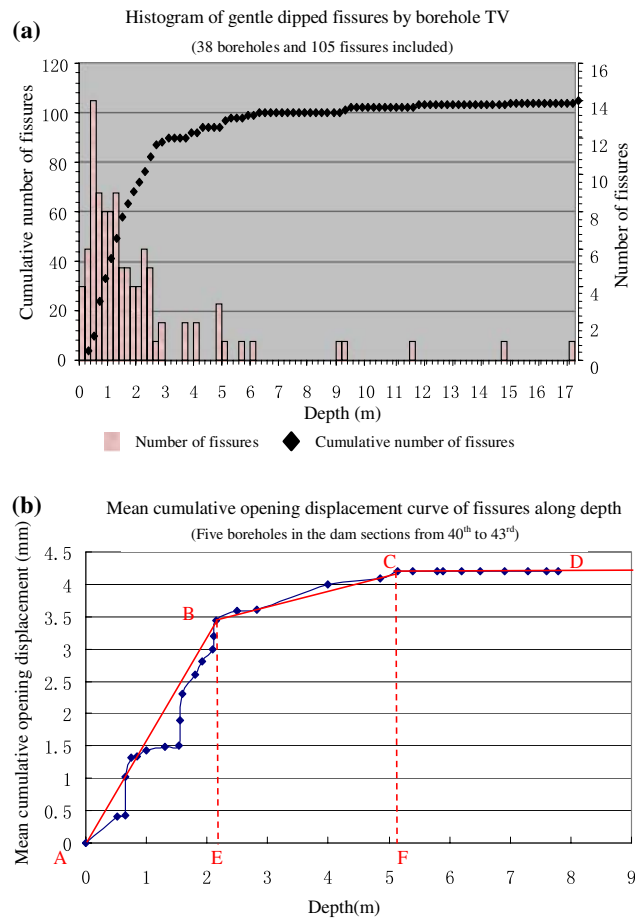 (a)
Histogram of gentle dipped fissures by borehole TV
(38 boreholes and 105 fissures included)
Cumulative number of fissures
120
100
80
60
40
20
0
16
14
12
10
8
6
4
2
0
Number of fissures
0 1 2 3 4 5 6 7 8 9 10 11 12 13 14 15 16 17
Depth (m)
Number of fissures Cumulative number of fissures
(b)
Mean cumulative opening displacement curve of fissures along depth
(Five boreholes in the dam sections from 40th to 43rd)
Mean cumulative opening displacement (mm)
4.5
4
3.5
3
2.5
2
1.5
1
0.5
0
A B C D E F
0 1 2 3 4 5 6 7 8 9
Depth(m)